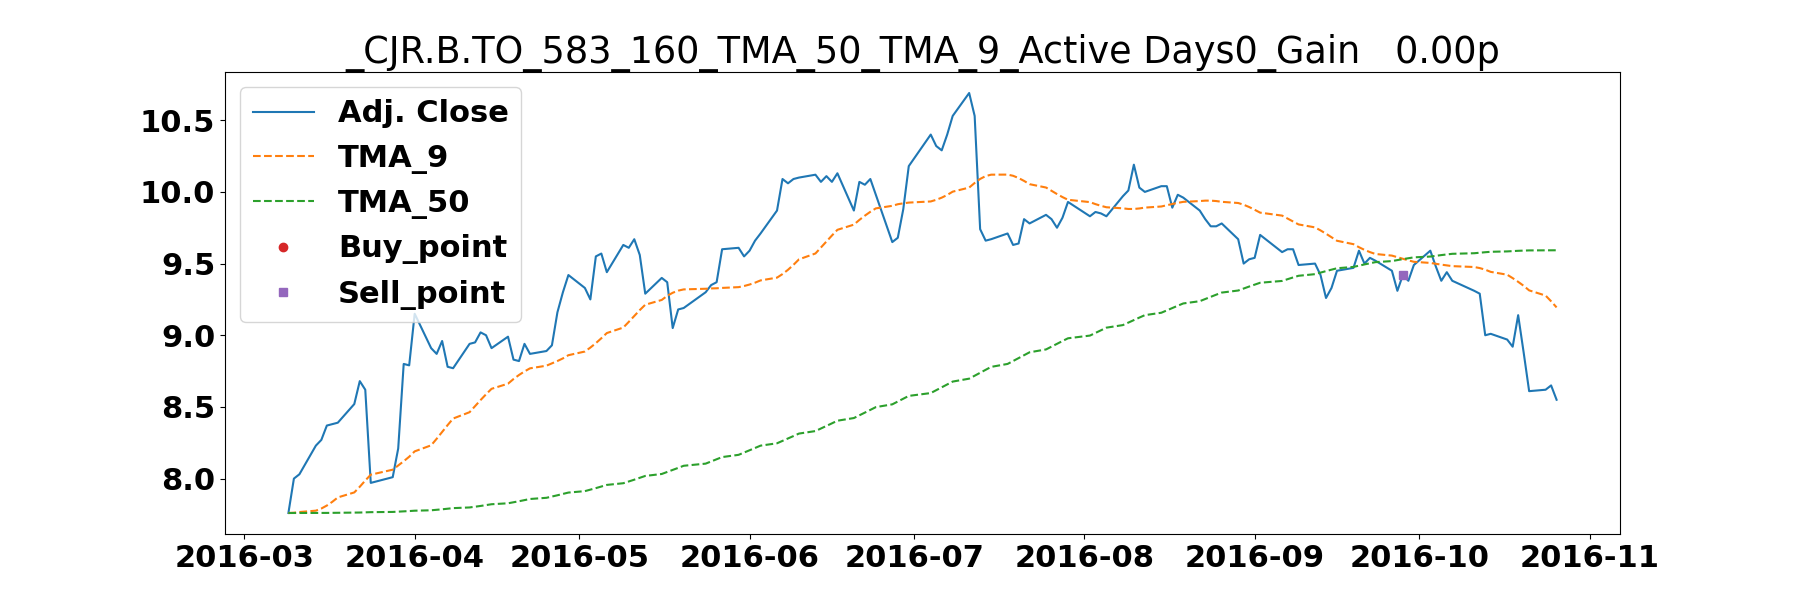 _CJR.B.TO_583_160_TMA_50_TMA_9_Active Days0_Gain   0.00p
Adj. Close
TMA_9
TMA_50
Buy_point
Sell_point
10.5
10.0
9.5
9.0
8.5
8.0
2016-03 2016-04 2016-05 2016-06 2016-07 2016-08 2016-09 2016-10 2016-11